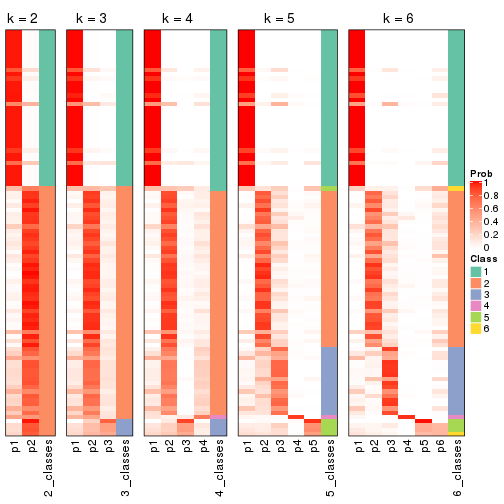 k = 2
k = 3
k = 4
k = 5
k = 6
Prob
1
0.8
0.6
0.4
0.2
0
Class
1
2
3
4
5
6
p1
p2
2_classes
p1
p2
p3
3_classes
p1
p2
p3
p4
4_classes
p1
p2
p3
p4
p5
5_classes
p1
p2
p3
p4
p5
p6
6_classes